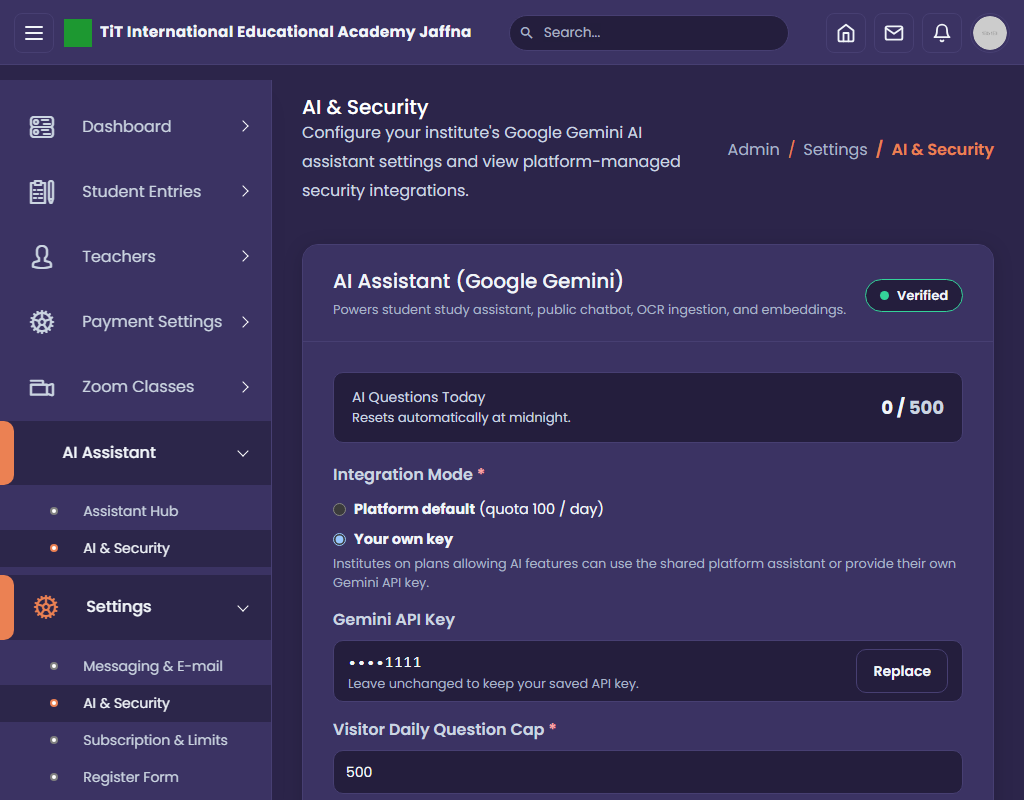 TiT International Educational Academy Jaffna
Search...
Dashboard
Student Entries
Teachers
Payment Settings
Zoom Classes
AI Assistant
Assistant Hub
AI & Security
Settings
Messaging & E-mail
AI & Security
Subscription & Limits
Register Form
AI & Security
Configure your institute's Google Gemini AI
assistant settings and view platform-managed
security integrations.
Admin / Settings / AI & Security
AI Assistant (Google Gemini)
Powers student study assistant, public chatbot, OCR ingestion, and embeddings.
Verified
AI Questions Today
Resets automatically at midnight.
0 / 500
Integration Mode *
Platform default (quota 100 / day)
Your own key
Institutes on plans allowing AI features can use the shared platform assistant or provide their own
Gemini API key.
Gemini API Key
••••1111
Leave unchanged to keep your saved API key.
Replace
Visitor Daily Question Cap *
500